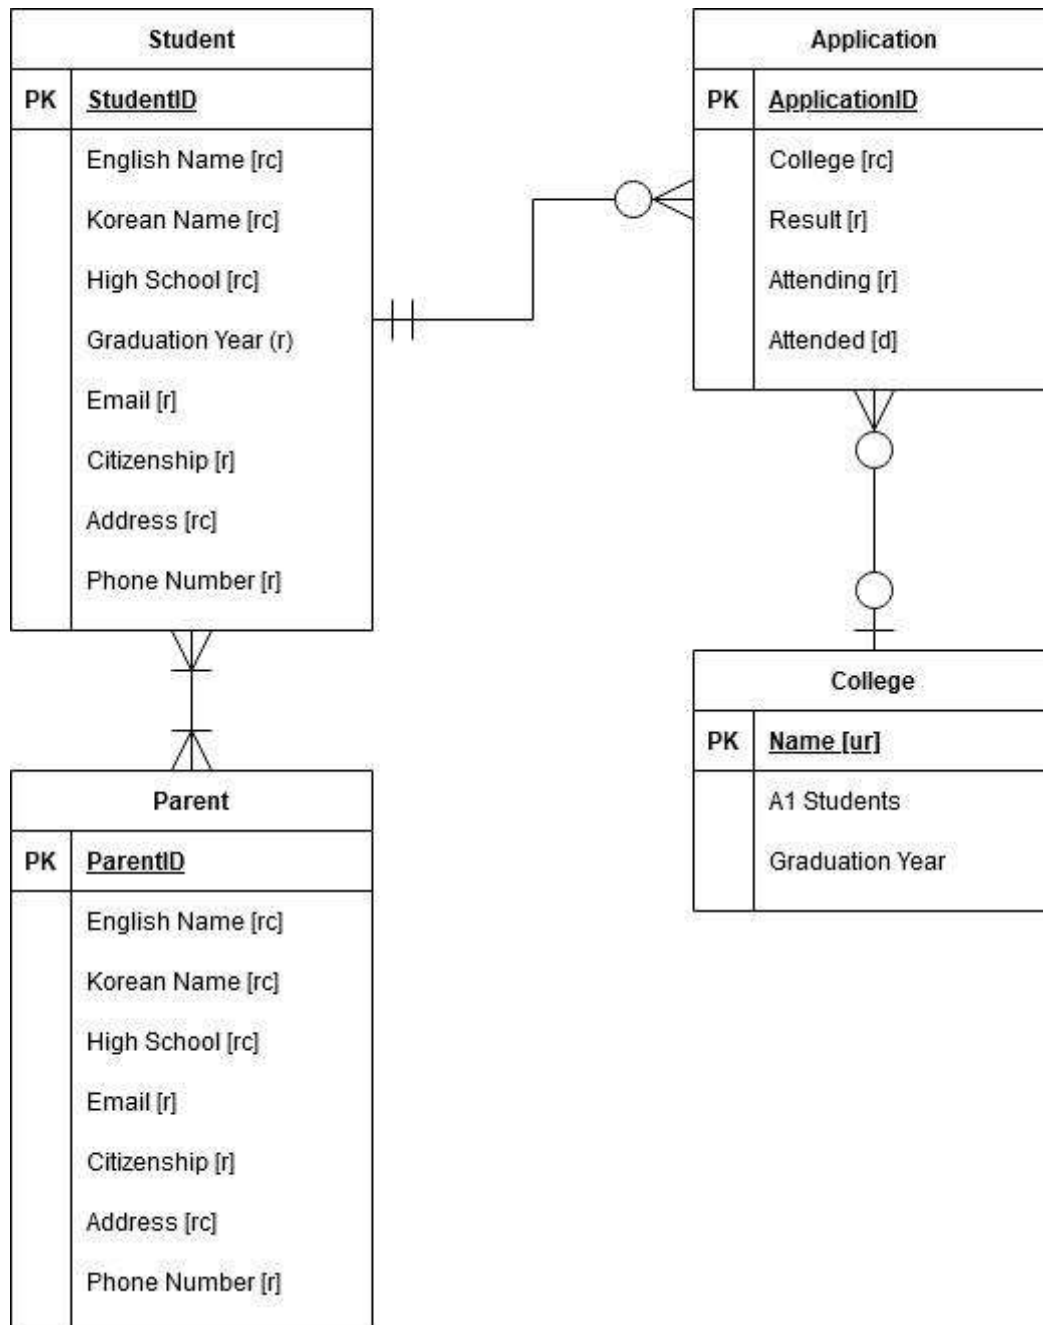 Student
PK StudentID
English Name [rc]
Korean Name [rc]
High School [rc]
Graduation Year (r)
Email [r]
Citizenship [r]
Address [rc]
Phone Number [r]
Application
PK ApplicationID
College [rc]
Result [r]
Attending [r]
Attended [d]
College
PK Name [ur]
A1 Students
Graduation Year
Parent
PK ParentID
English Name [rc]
Korean Name [rc]
High School [rc]
Email [r]
Citizenship [r]
Address [rc]
Phone Number [r]